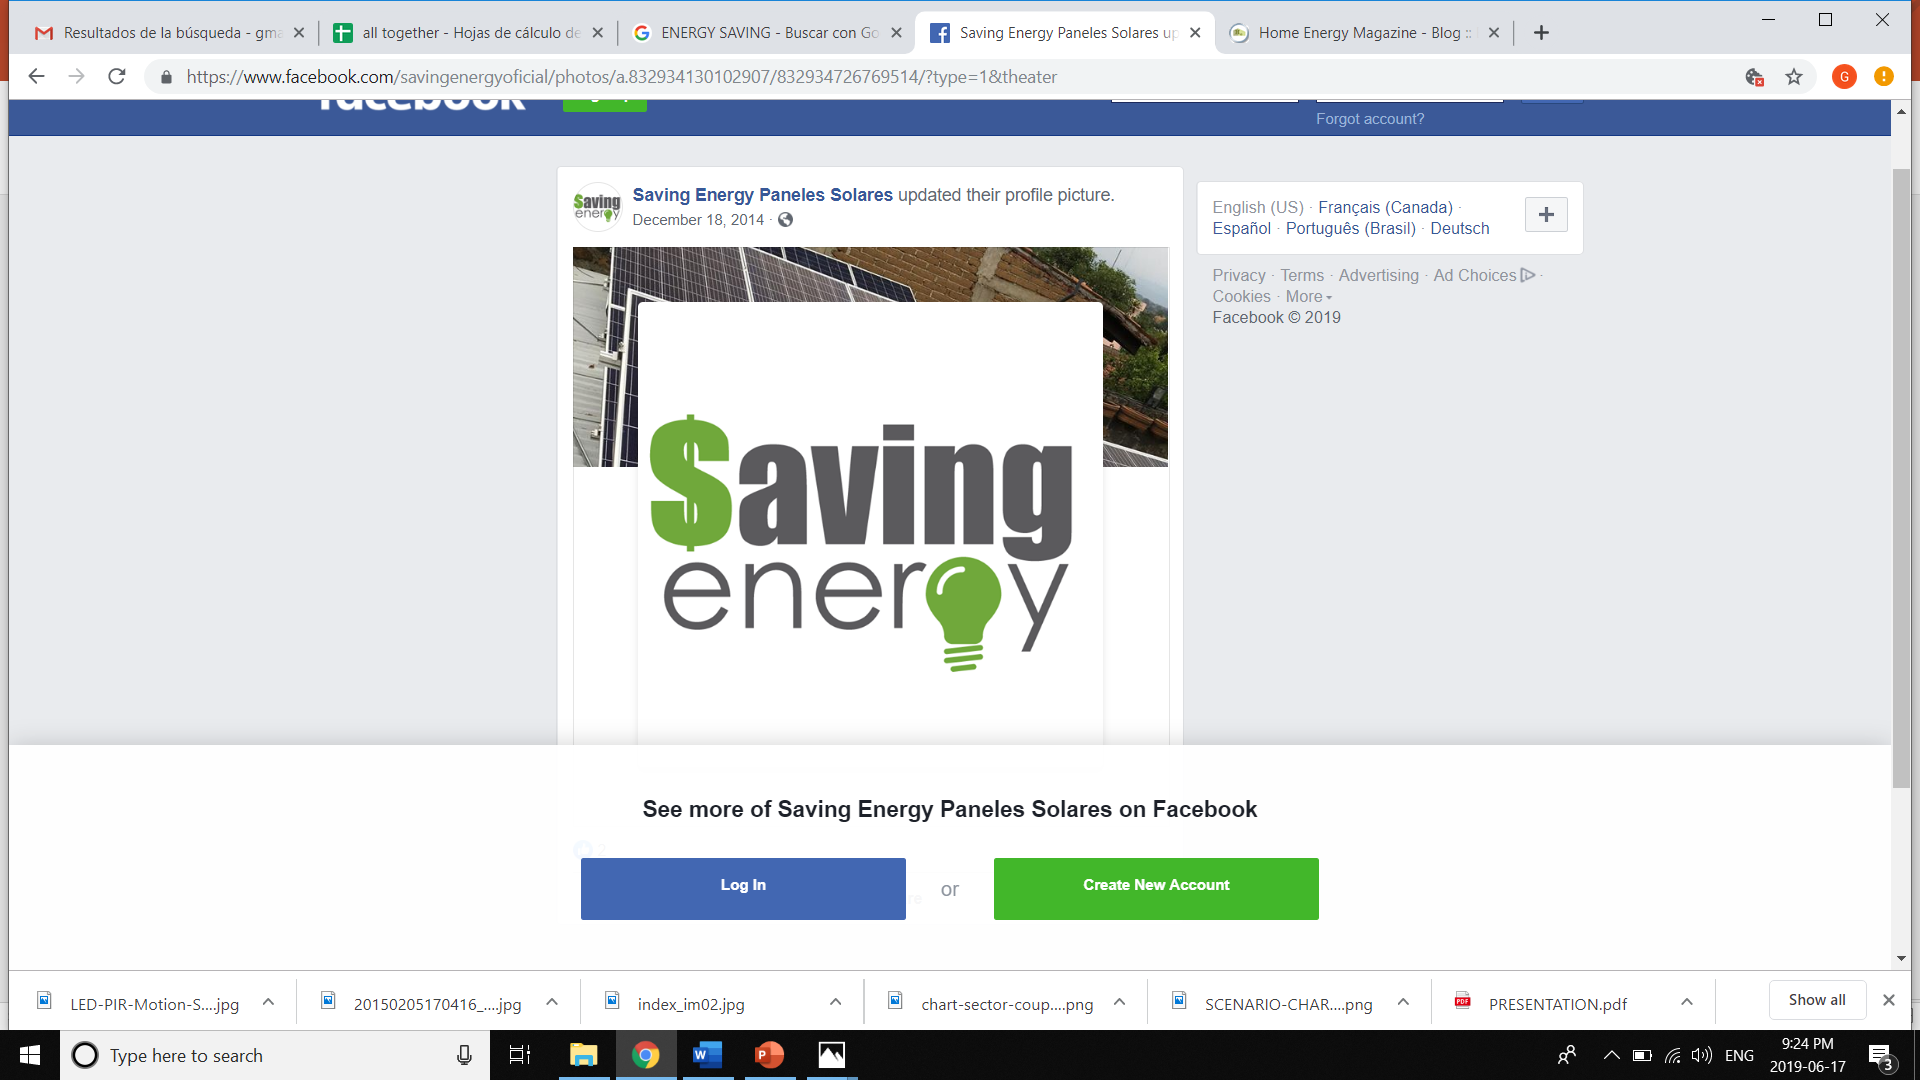 Resultados de la búsqueda - gma
all together - Hojas de cálculo de
ENERGY SAVING - Buscar con Go
Saving Energy Paneles Solares up
Home Energy Magazine - Blog ::
https://www.facebook.com/savingenergyoficial/photos/a.832934130102907/832934726769514/?type=1&theater
G
facebook
Forgot account?
Saving Energy Paneles Solares updated their profile picture.
December 18, 2014 ·
$aving
energy
English (US) · Français (Canada) ·
Español · Português (Brasil) · Deutsch
Privacy · Terms · Advertising · Ad Choices ·
Cookies · More
Facebook © 2019
$aving
energy
See more of Saving Energy Paneles Solares on Facebook
Log In
or
Create New Account
LED-PIR-Motion-S....jpg
20150205170416_....jpg
index_im02.jpg
chart-sector-coup....png
SCENARIO-CHAR....png
PDF
PRESENTATION.pdf
Show all
Type here to search
ENG
9:24 PM
2019-06-17
3